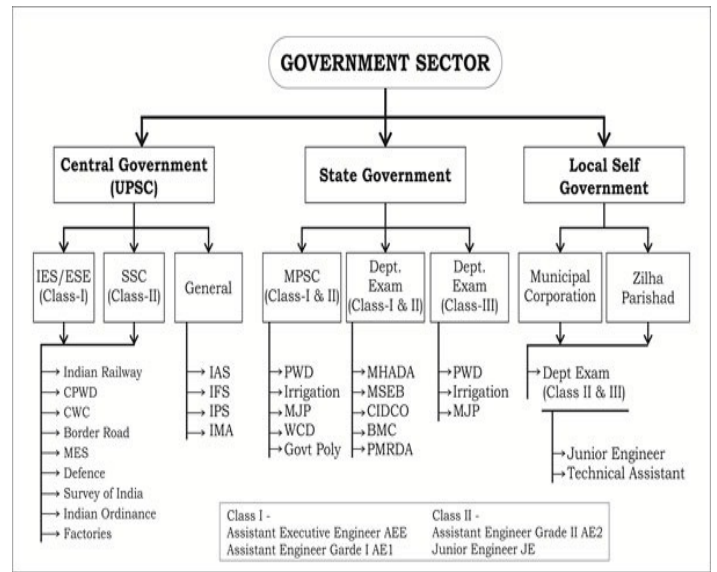 GOVERNMENT SECTOR
Central Government
(UPSC)
State Government
Local Self
Government
IES/ESE
(Class-I)
SSC
(Class-II)
General
MPSC
(Class-I & II)
Dept.
Exam
(Class-I & II)
Dept.
Exam
(Class-III)
Municipal
Corporation
Zilha
Parishad
Indian Railway
CPWD
CWC
Border Road
MES
Defence
Survey of India
Indian Ordinance
Factories
IAS
IFS
IPS
IMA
PWD
Irrigation
MJP
WCD
Govt Poly
MHADA
MSEB
CIDCO
BMC
PMRDA
PWD
Irrigation
MJP
Dept Exam
(Class II & III)
Junior Engineer
Technical Assistant
Class I -
Assistant Executive Engineer AEE
Assistant Engineer Garde I AE1
Class II -
Assistant Engineer Grade II AE2
Junior Engineer JE